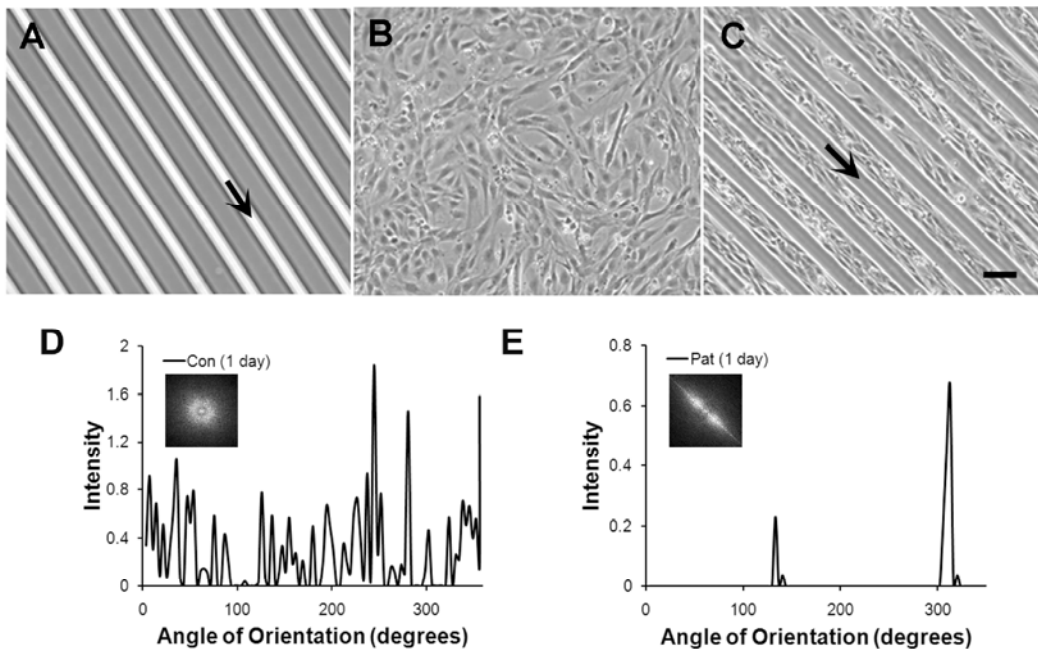 A
B
C
D
Con (1 day)
2
1.6
1.2
0.8
0.4
0
Intensity
0
100
200
300
Angle of Orientation (degrees)
E
Pat (1 day)
0.8
0.6
0.4
0.2
0
Intensity
0
100
200
300
Angle of Orientation (degrees)